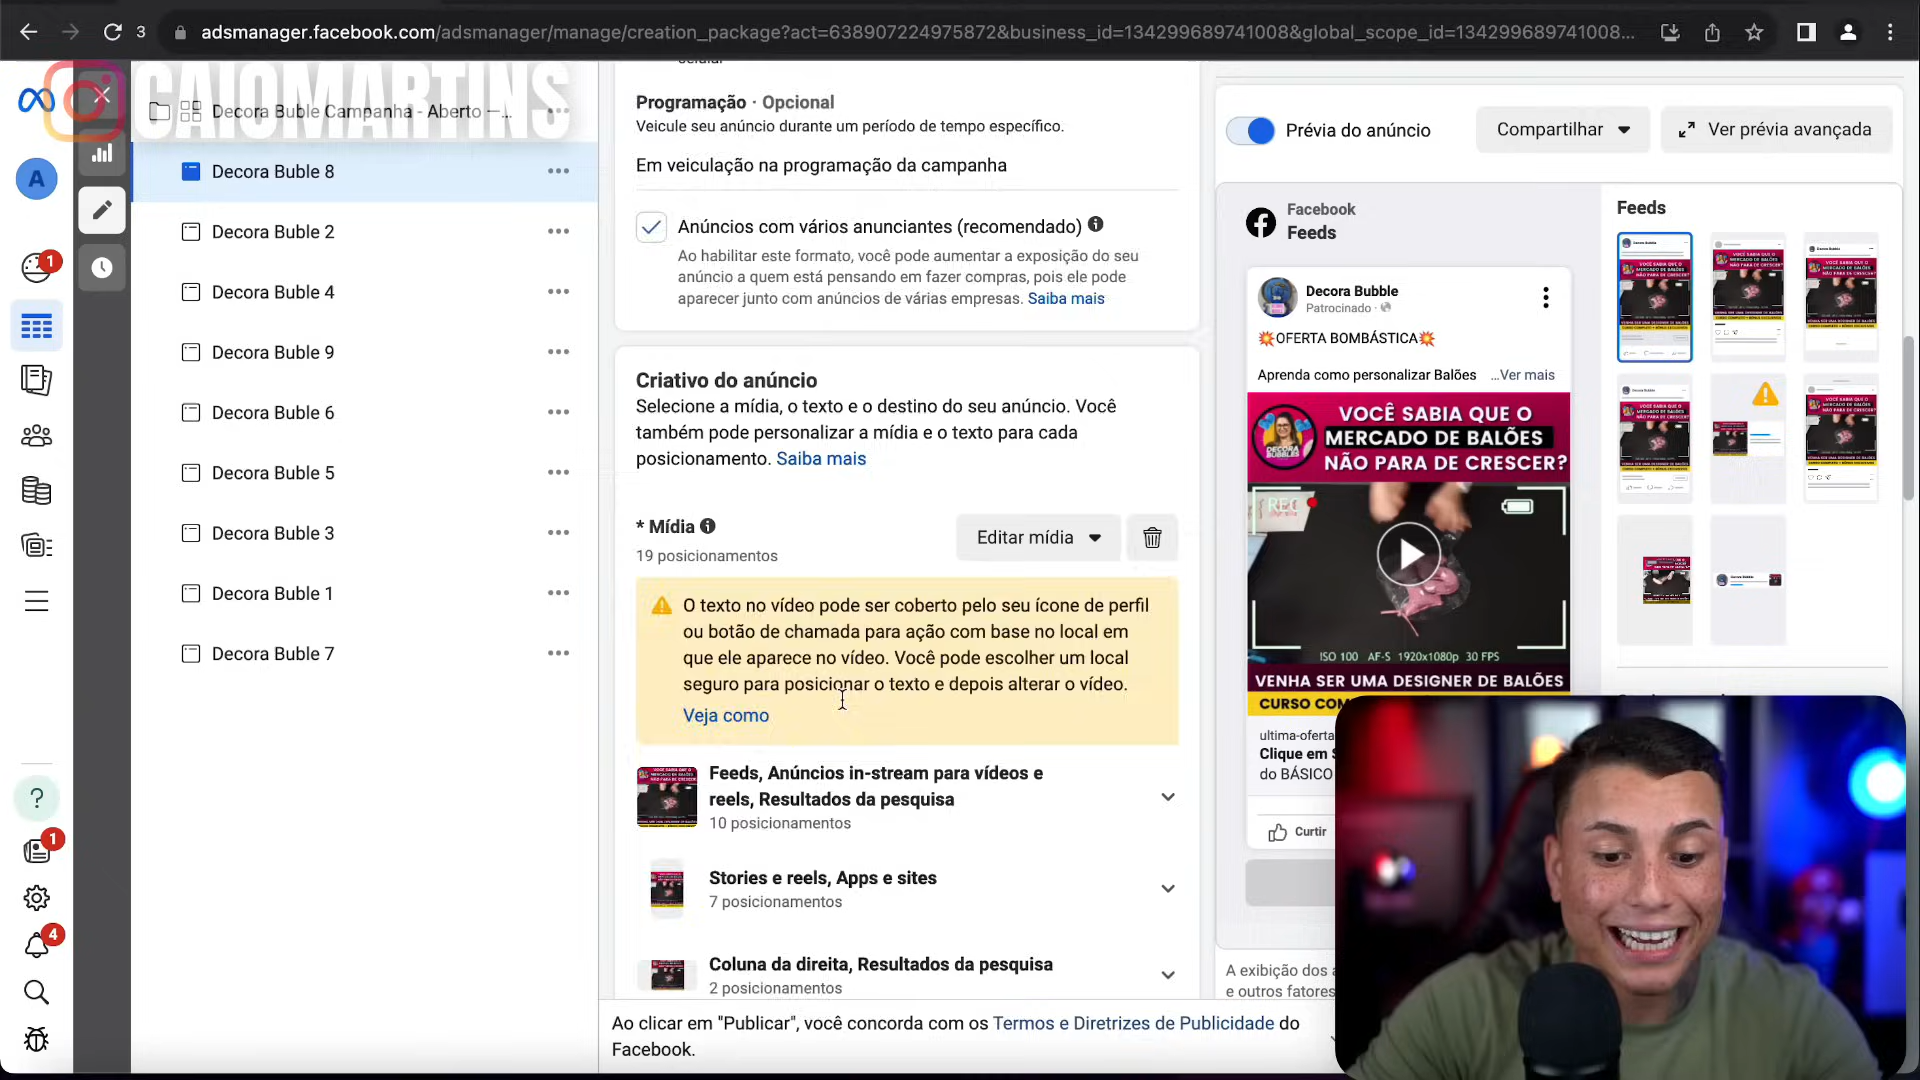 3
adsmanager.facebook.com/adsmanager/manage/creation_package?act=638907224975872&business_id=134299689741008&global_scope_id=134299689741008...
CAIOMARTINS
Decora Buble Campanha - Aberto —...
A
Decora Buble 8
Decora Buble 2
Decora Buble 4
Decora Buble 9
Decora Buble 6
Decora Buble 5
Decora Buble 3
Decora Buble 1
Decora Buble 7
1
1
4
celular
Programação · Opcional
Veicule seu anúncio durante um período de tempo específico.
Em veiculação na programação da campanha
Anúncios com vários anunciantes (recomendado)
Ao habilitar este formato, você pode aumentar a exposição do seu
anúncio a quem está pensando em fazer compras, pois ele pode
aparecer junto com anúncios de várias empresas. Saiba mais
Criativo do anúncio
Selecione a mídia, o texto e o destino do seu anúncio. Você
também pode personalizar a mídia e o texto para cada
posicionamento. Saiba mais
* Mídia
19 posicionamentos
Editar mídia
O texto no vídeo pode ser coberto pelo seu ícone de perfil
ou botão de chamada para ação com base no local em
que ele aparece no vídeo. Você pode escolher um local
seguro para posicionar o texto e depois alterar o vídeo.
Veja como
Feeds, Anúncios in-stream para vídeos e
reels, Resultados da pesquisa
10 posicionamentos
Stories e reels, Apps e sites
7 posicionamentos
Coluna da direita, Resultados da pesquisa
2 posicionamentos
Ao clicar em "Publicar", você concorda com os Termos e Diretrizes de Publicidade do
Facebook.
Prévia do anúncio
Compartilhar
Ver prévia avançada
Facebook
Feeds
Decora Bubble
Patrocinado ·
💥OFERTA BOMBÁSTICA💥
Aprenda como personalizar Balões ...Ver mais
DECORA
BUBBLES
VOCÊ SABIA QUE O
MERCADO DE BALÕES
NÃO PARA DE CRESCER?
REC
ISO 100 AF-S 1920x1080p 30 FPS
VENHA SER UMA DESIGNER DE BALÕES
CURSO COM
ultima-oferta
Clique em S
do BÁSICO
Curtir
A exibição dos a
e outros fatores
Feeds